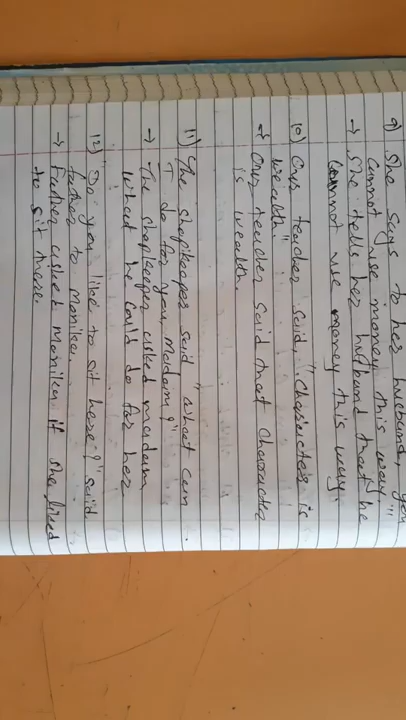 9) She says to her husband, "you
cannot use money this way."
→ She tells her husband that he
cannot use money this way.
10) Our teacher said, "Character is
wealth".
→ Our teacher said that character
is wealth.
11) The shopkeeper said "what can
I do for you, Madam?"
→ The shopkeeper asked madam
what he could do for her
12) "Do you like to sit here?" said
father to Monika.
→ Father asked Monika if she liked
to sit there.